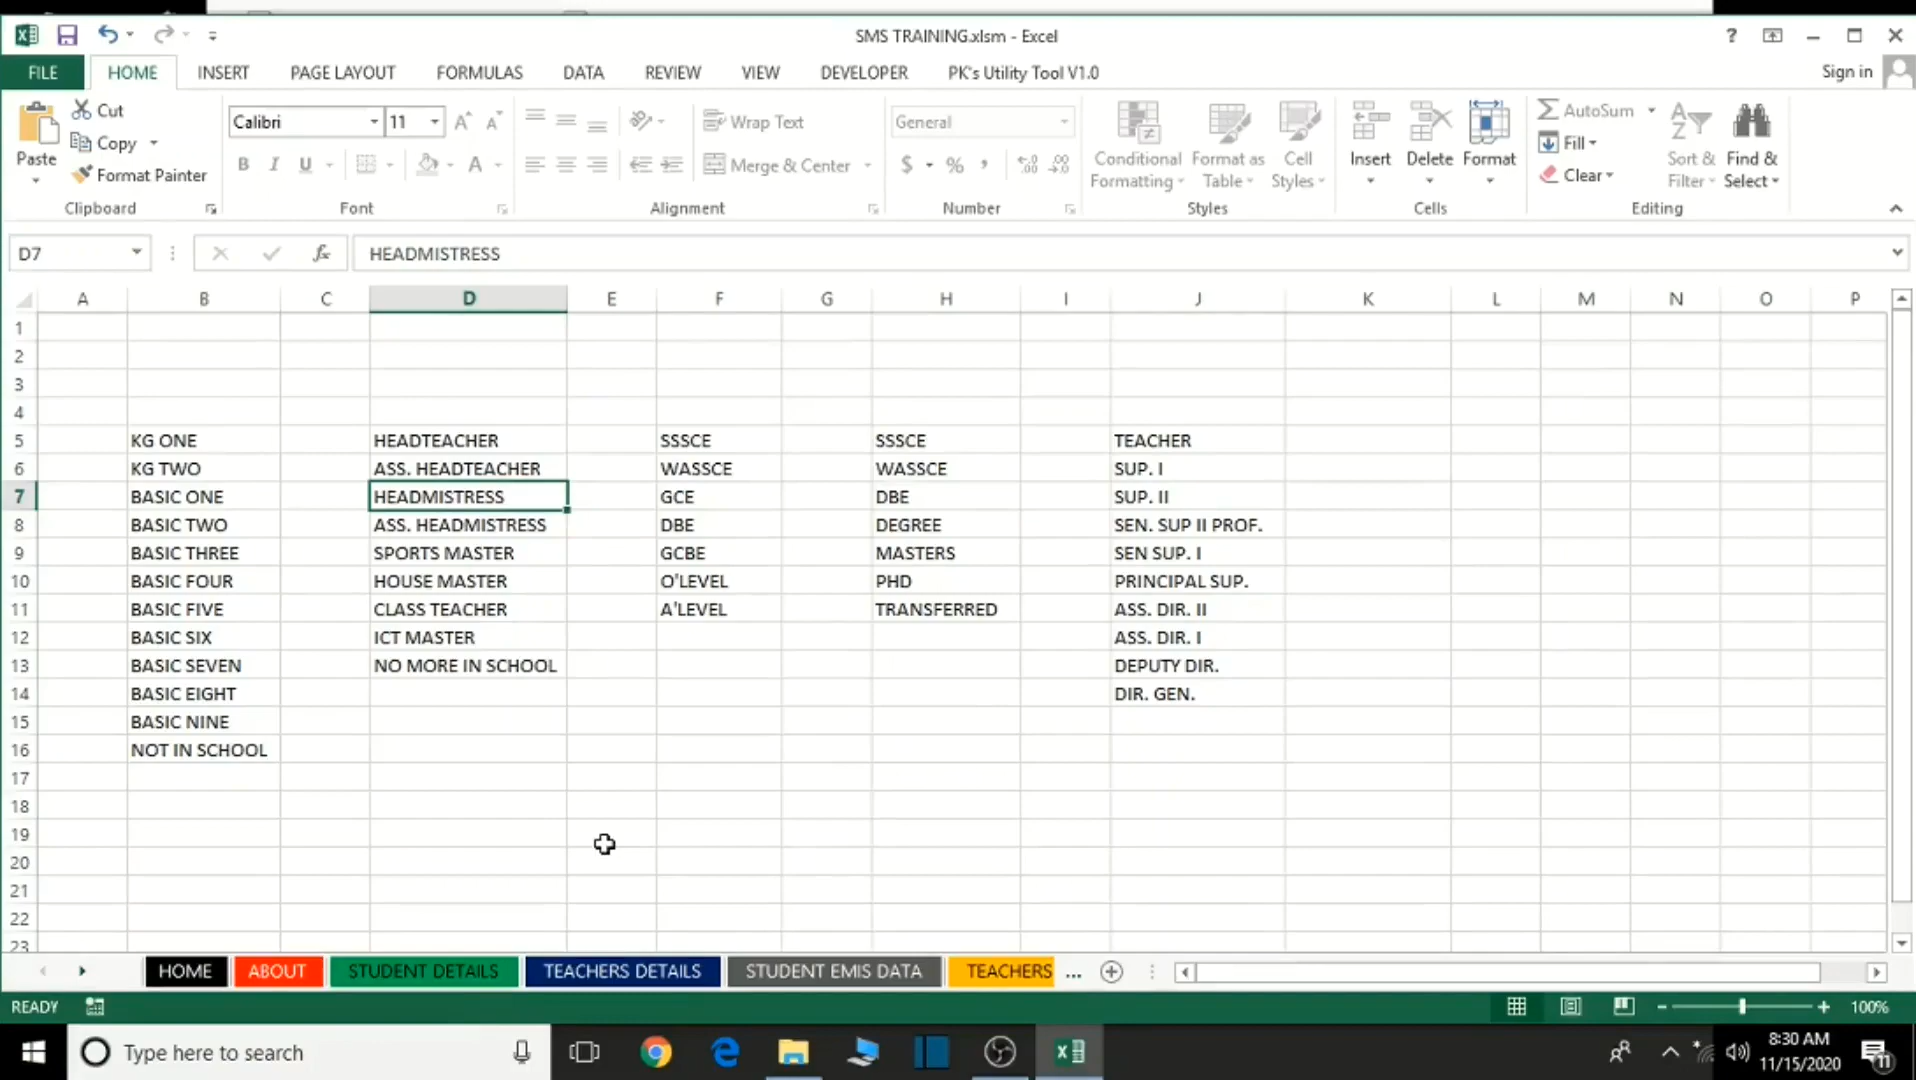 SMS TRAINING.xlsm - Excel
FILE HOME INSERT PAGE LAYOUT FORMULAS DATA REVIEW VIEW DEVELOPER PK's Utility Tool V1.0 Sign in
Cut
Copy
Format Painter
Paste
Clipboard
Calibri 11
B I U
Font
Wrap Text
Merge & Center
Alignment
General
$ % ,
Number
Conditional Formatting
Format as Table
Cell Styles
Styles
Insert
Delete
Format
Cells
AutoSum
Fill
Clear
Sort & Filter
Find & Select
Editing
D7 fx HEADMISTRESS
A B C D E F G H I J K L M N O P
1
2
3
4
5 KG ONE HEADTEACHER SSSCE SSSCE TEACHER
6 KG TWO ASS. HEADTEACHER WASSCE WASSCE SUP. I
7 BASIC ONE HEADMISTRESS GCE DBE SUP. II
8 BASIC TWO ASS. HEADMISTRESS DBE DEGREE SEN. SUP II PROF.
9 BASIC THREE SPORTS MASTER GCBE MASTERS SEN SUP. I
10 BASIC FOUR HOUSE MASTER O'LEVEL PHD PRINCIPAL SUP.
11 BASIC FIVE CLASS TEACHER A'LEVEL TRANSFERRED ASS. DIR. II
12 BASIC SIX ICT MASTER ASS. DIR. I
13 BASIC SEVEN NO MORE IN SCHOOL DEPUTY DIR.
14 BASIC EIGHT DIR. GEN.
15 BASIC NINE
16 NOT IN SCHOOL
17
18
19
20
21
22
23
HOME ABOUT STUDENT DETAILS TEACHERS DETAILS STUDENT EMIS DATA TEACHERS ...
READY 100%
Type here to search
8:30 AM
11/15/2020
11